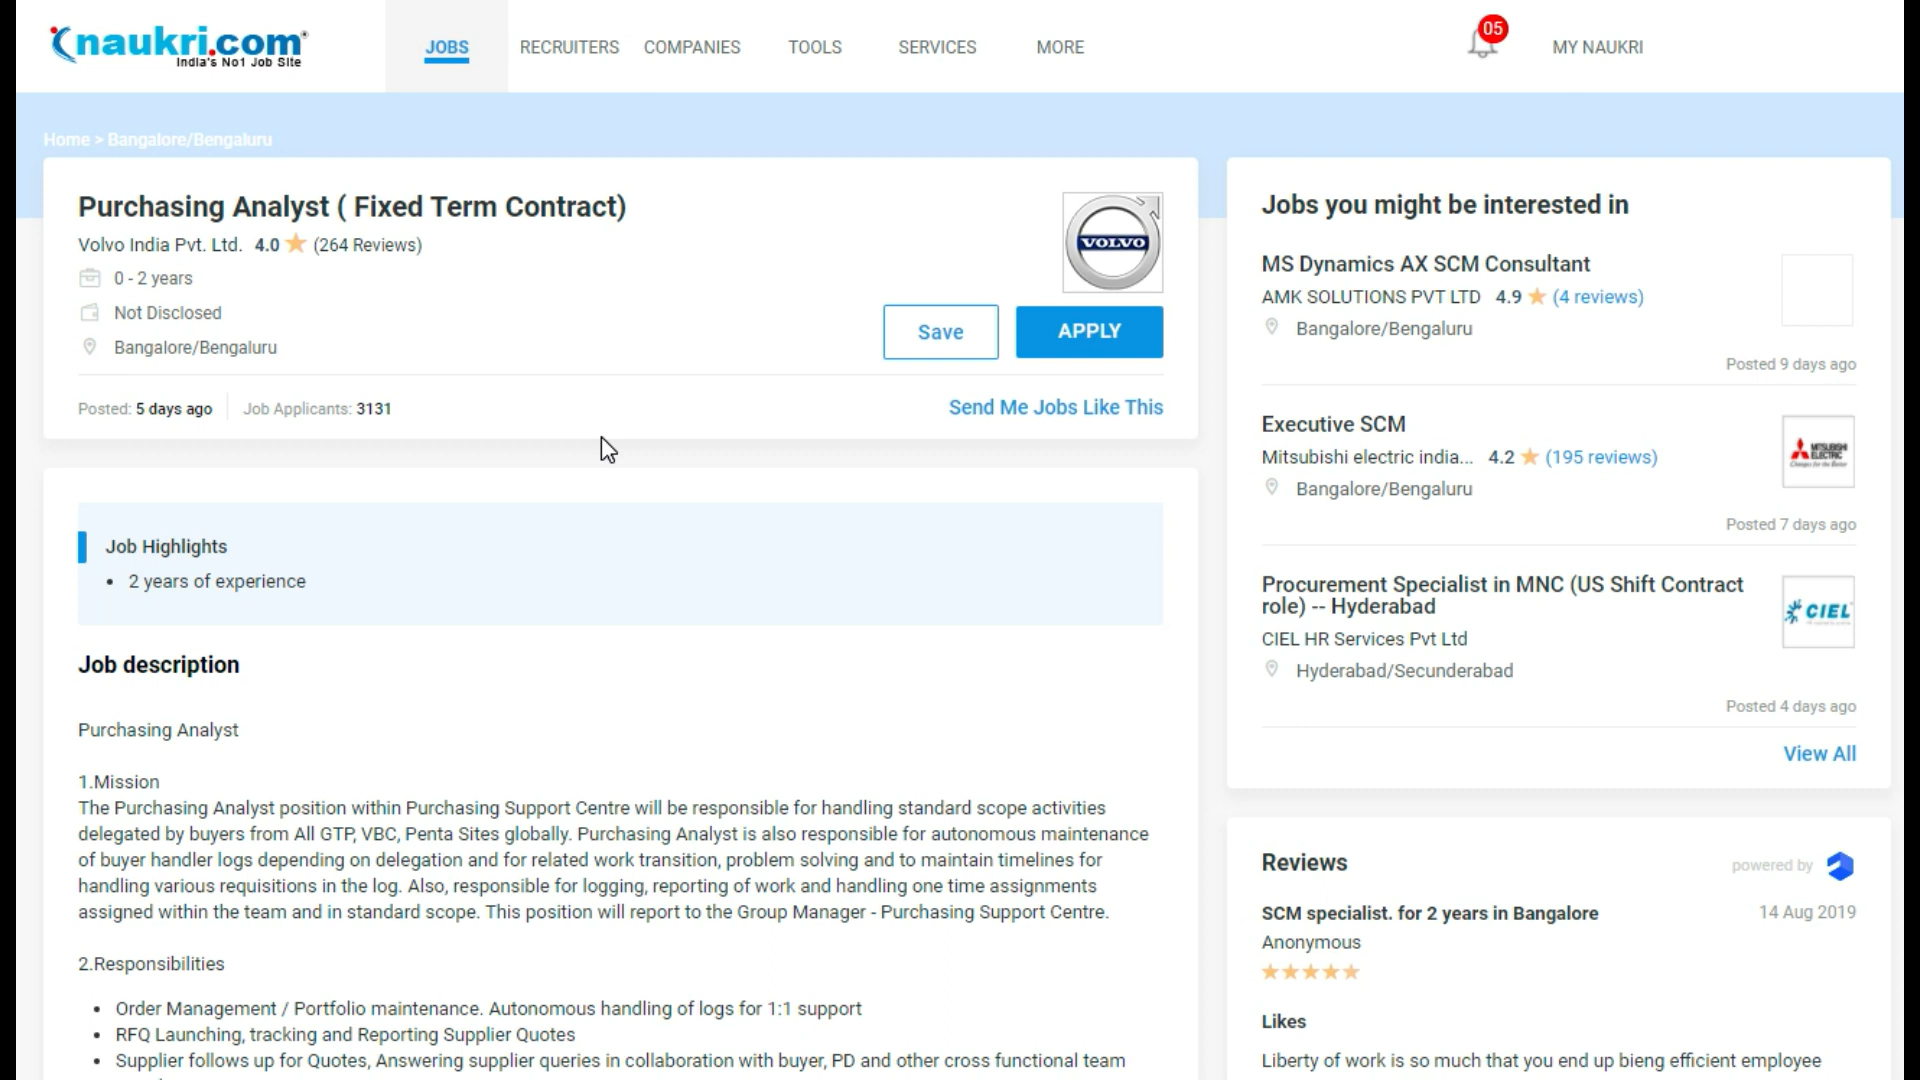 naukri.com
India's No1 Job Site
JOBS
RECRUITERS
COMPANIES
TOOLS
SERVICES
MORE
05
MY NAUKRI
Home > Bangalore/Bengaluru
Purchasing Analyst ( Fixed Term Contract)
Volvo India Pvt. Ltd. 4.0 (264 Reviews)
0 - 2 years
Not Disclosed
Bangalore/Bengaluru
VOLVO
Save
APPLY
Posted: 5 days ago
Job Applicants: 3131
Send Me Jobs Like This
Job Highlights
• 2 years of experience
Job description
Purchasing Analyst
1.Mission
The Purchasing Analyst position within Purchasing Support Centre will be responsible for handling standard scope activities
delegated by buyers from All GTP, VBC, Penta Sites globally. Purchasing Analyst is also responsible for autonomous maintenance
of buyer handler logs depending on delegation and for related work transition, problem solving and to maintain timelines for
handling various requisitions in the log. Also, responsible for logging, reporting of work and handling one time assignments
assigned within the team and in standard scope. This position will report to the Group Manager - Purchasing Support Centre.
2.Responsibilities
• Order Management / Portfolio maintenance. Autonomous handling of logs for 1:1 support
• RFQ Launching, tracking and Reporting Supplier Quotes
• Supplier follows up for Quotes, Answering supplier queries in collaboration with buyer, PD and other cross functional team
Jobs you might be interested in
MS Dynamics AX SCM Consultant
AMK SOLUTIONS PVT LTD 4.9 (4 reviews)
Bangalore/Bengaluru
Posted 9 days ago
Executive SCM
Mitsubishi electric india... 4.2 (195 reviews)
Bangalore/Bengaluru
MITSUBISHI
ELECTRIC
Changes for the Better
Posted 7 days ago
Procurement Specialist in MNC (US Shift Contract
role) -- Hyderabad
CIEL HR Services Pvt Ltd
Hyderabad/Secunderabad
CIEL
Posted 4 days ago
View All
Reviews
powered by
SCM specialist. for 2 years in Bangalore
14 Aug 2019
Anonymous
Likes
Liberty of work is so much that you end up bieng efficient employee